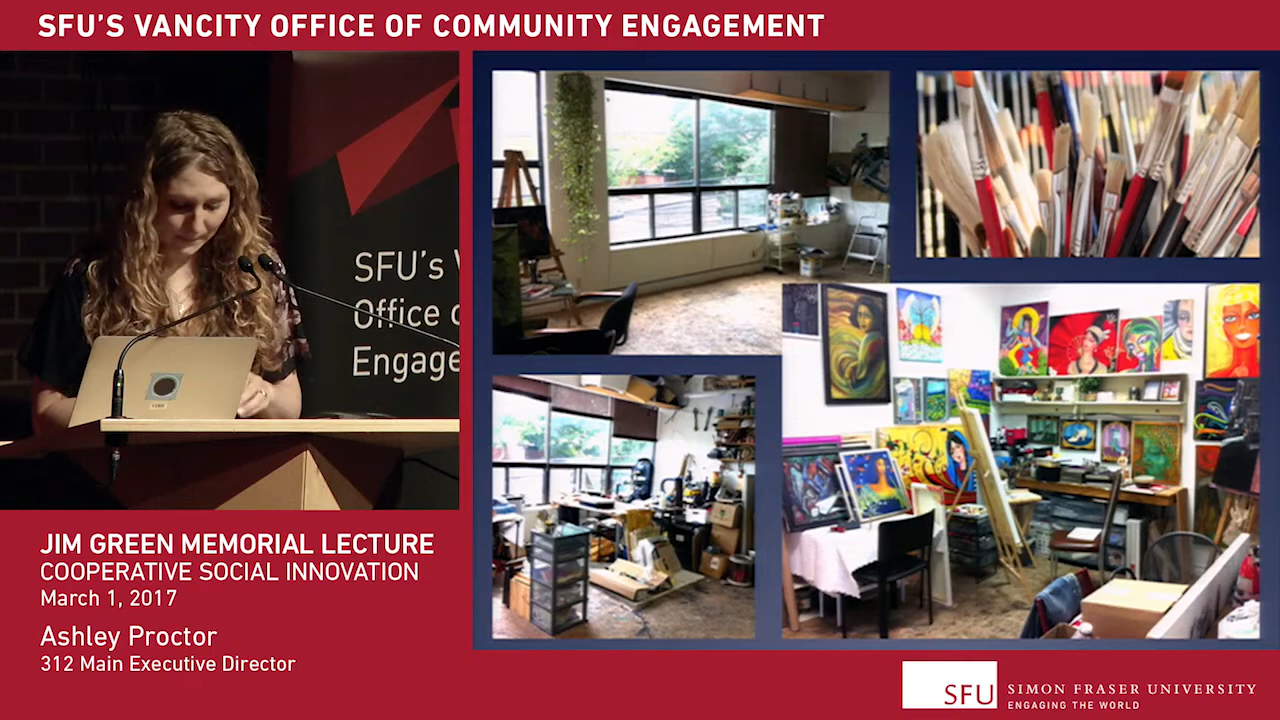 SFU'S VANCITY OFFICE OF COMMUNITY ENGAGEMENT
SFU's
Office
Engage
JIM GREEN MEMORIAL LECTURE
COOPERATIVE SOCIAL INNOVATION
March 1, 2017
Ashley Proctor
312 Main Executive Director
SFU SIMON FRASER UNIVERSITY
ENGAGING THE WORLD